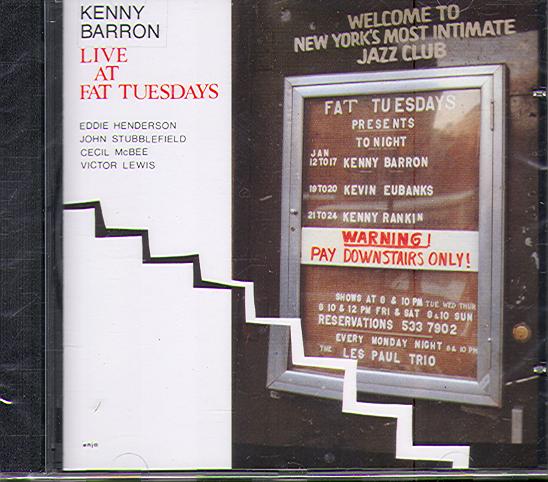 KENNY
BARRON
LIVE
AT
FAT TUESDAYS
EDDIE HENDERSON
JOHN STUBBLEFIELD
CECIL McBEE
VICTOR LEWIS
enja
WELCOME TO
NEW YORK'S MOST INTIMATE
JAZZ CLUB
FAT TUESDAYS
PRESENTS
TONIGHT
JAN
12 TO 17 KENNY BARRON
19 TO 20 KEVIN EUBANKS
21 TO 24 KENNY RANKIN
WARNING!
PAY DOWNSTAIRS ONLY!
SHOWS AT 8 & 10 PM TUE WED THUR
8 10 & 12 PM FRI & SAT 8 & 10 SUN
RESERVATIONS 533 7902
EVERY MONDAY NIGHT 8 & 10 PM
THE LES PAUL TRIO